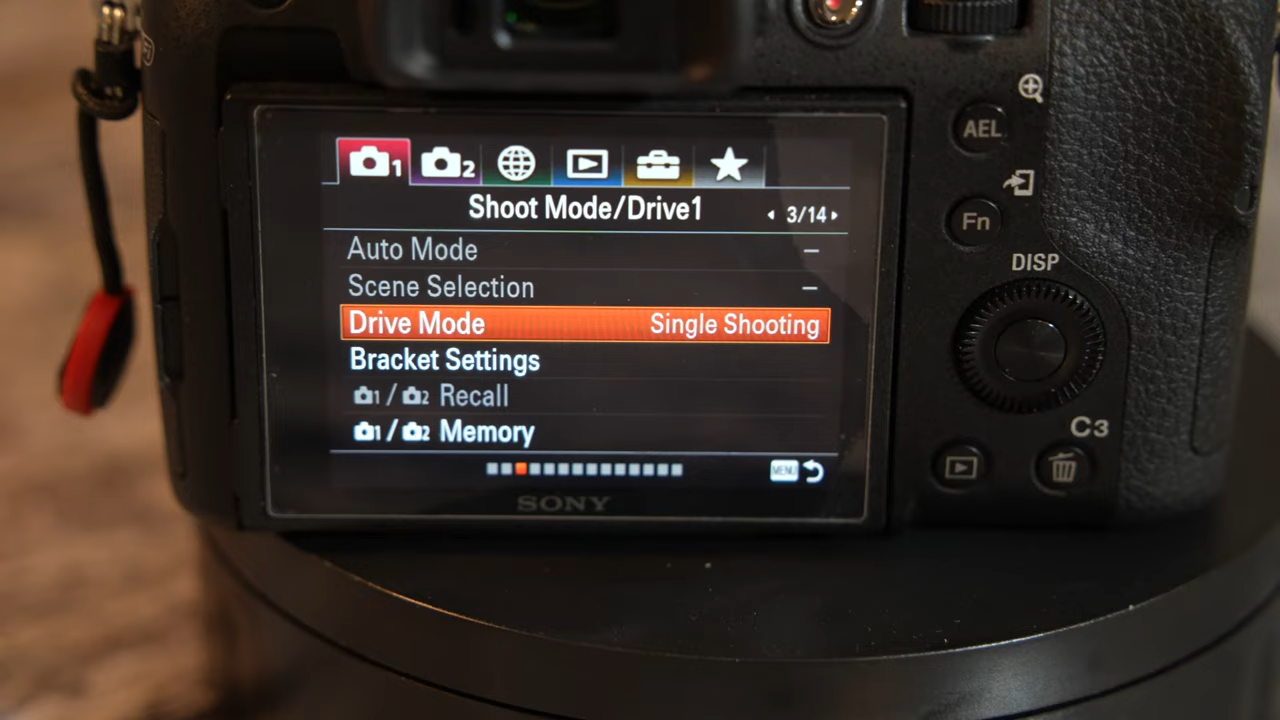 1 2
Shoot Mode/Drive1 3/14
Auto Mode –
Scene Selection –
Drive Mode Single Shooting
Bracket Settings
1 / 2 Recall
1 / 2 Memory
MENU
SONY
AEL
Fn
DISP
C3